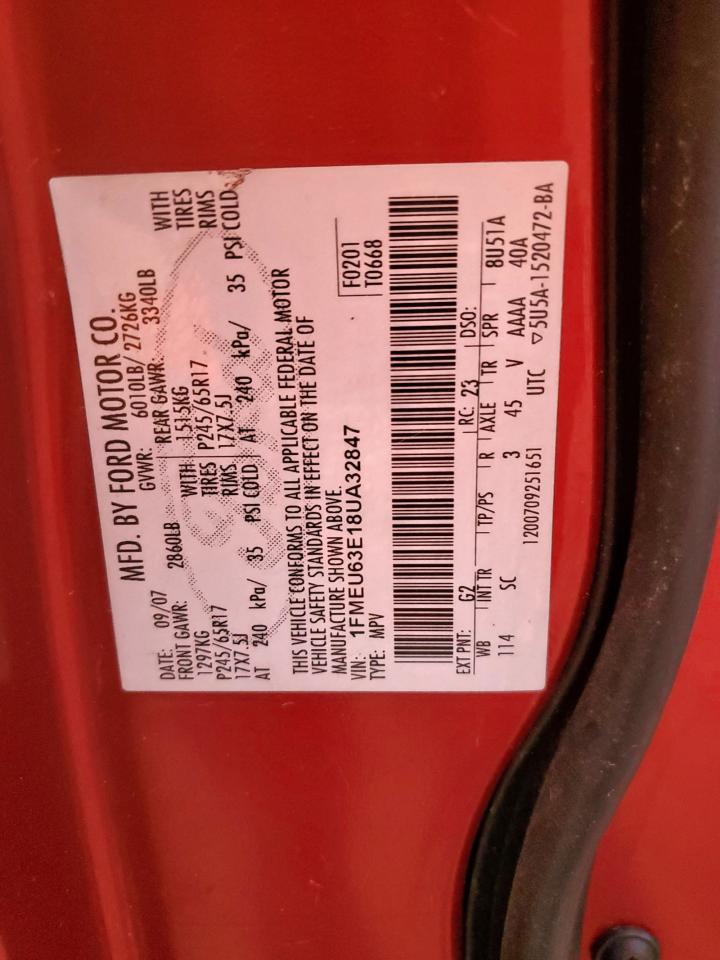 MFD. BY FORD MOTOR CO.
DATE: 09/07 GVWR: 6010LB/ 2726KG
FRONT GAWR: 2860LB REAR GAWR: 3340LB
1297KG WITH 1515KG WITH
P245/65R17 TIRES P245/65R17 TIRES
17X7.5J RIMS 17X7.5J RIMS
AT 240 kPa/ 35 PSI COLD AT 240 kPa/ 35 PSI COLD
THIS VEHICLE CONFORMS TO ALL APPLICABLE FEDERAL MOTOR
VEHICLE SAFETY STANDARDS IN EFFECT ON THE DATE OF
MANUFACTURE SHOWN ABOVE.
VIN: 1FMEU63E18UA32847 F0201
TYPE: MPV T0668
EXT PNT: G2 RC: 23 DSO:
WB INT TR TP/PS R AXLE TR SPR 8U51A
114 SC 3 45 V AAAA 40A
1200709251651 UTC ▽5U5A-1520472-BA